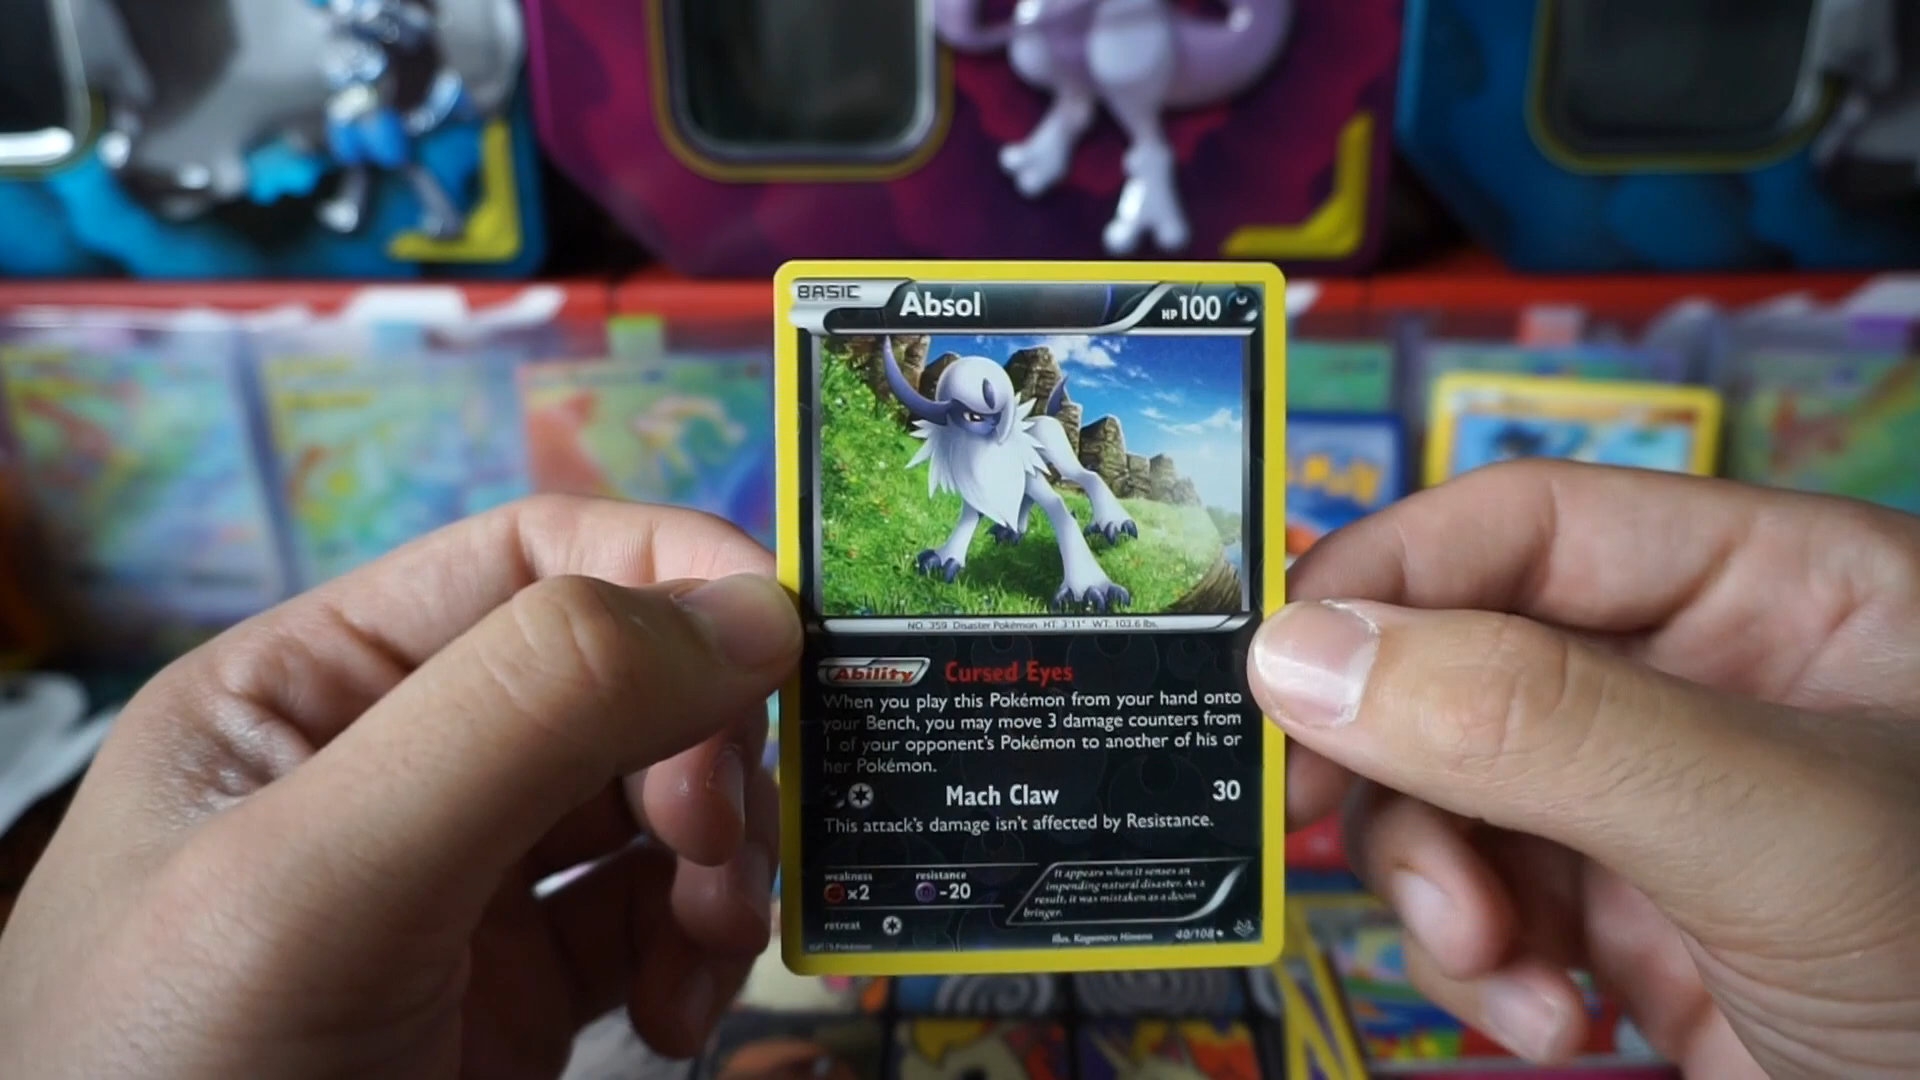 BASIC Absol HP 100
NO. 359 Disaster Pokémon HT. 3'11" WT. 103.6 lbs.
Ability Cursed Eyes
When you play this Pokémon from your hand onto
your Bench, you may move 3 damage counters from
1 of your opponent's Pokémon to another of his or
her Pokémon.
Mach Claw 30
This attack's damage isn't affected by Resistance.
weakness resistance
×2 -20
retreat
It appears when it senses an
impending natural disaster. As a
result, it was mistaken as a doom
bringer.
Illus. Kagemaru Himeno 40/108